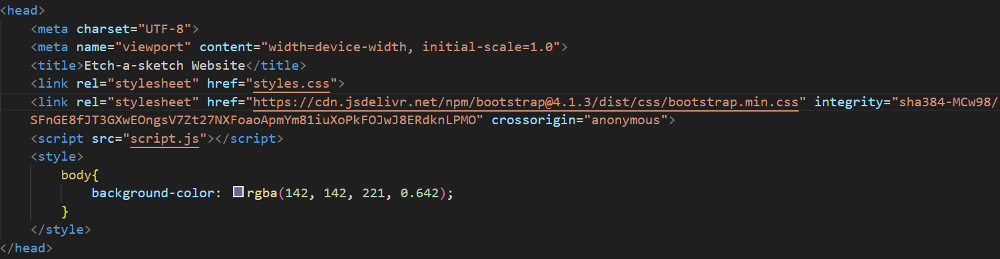 <head>
<meta charset="UTF-8">
<meta name="viewport" content="width=device-width, initial-scale=1.0">
<title>Etch-a-sketch Website</title>
<link rel="stylesheet" href="styles.css">
<link rel="stylesheet" href="https://cdn.jsdelivr.net/npm/bootstrap@4.1.3/dist/css/bootstrap.min.css" integrity="sha384-MCw98/
SFnGE8fJT3GXwEOngsV7Zt27NXFoaoApmYm81iuXoPkFOJwJ8ERdknLPMO" crossorigin="anonymous">
<script src="script.js"></script>
<style>
body{
background-color: rgba(142, 142, 221, 0.642);
}
</style>
</head>